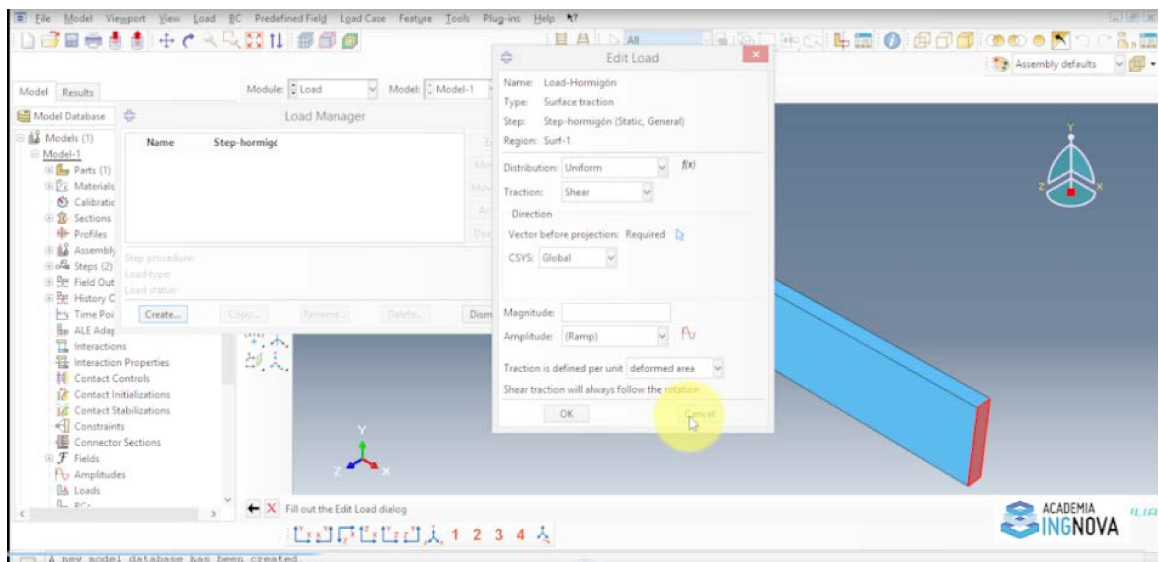 File Model Viewport View Load BC Predefined Field Load Case Feature Tools Plug-ins Help
All
Assembly defaults
Model Results
Module: Load Model: Model-1
Model Database
Models (1)
Model-1
Parts (1)
Materials
Calibratic
Sections
Profiles
Assembly
Steps (2)
Field Out
History C
Time Poi
ALE Adap
Interactions
Interaction Properties
Contact Controls
Contact Initializations
Contact Stabilizations
Constraints
Connector Sections
Fields
Amplitudes
Loads
Load Manager
Name Step-hormigó
Step procedure:
Load type:
Load status:
Create... Copy... Rename... Delete... Dism
Edit Load
Name: Load-Hormigón
Type: Surface traction
Step: Step-hormigón (Static, General)
Region: Surf-1
Distribution: Uniform f(x)
Traction: Shear
Direction
Vector before projection: Required
CSYS: Global
Magnitude:
Amplitude: (Ramp)
Traction is defined per unit deformed area
Shear traction will always follow the rotation
OK Cancel
Y
Z X
Y
Z X
Fill out the Edit Load dialog
1 2 3 4
ACADEMIA
INGNOVA
A new model database has been created.